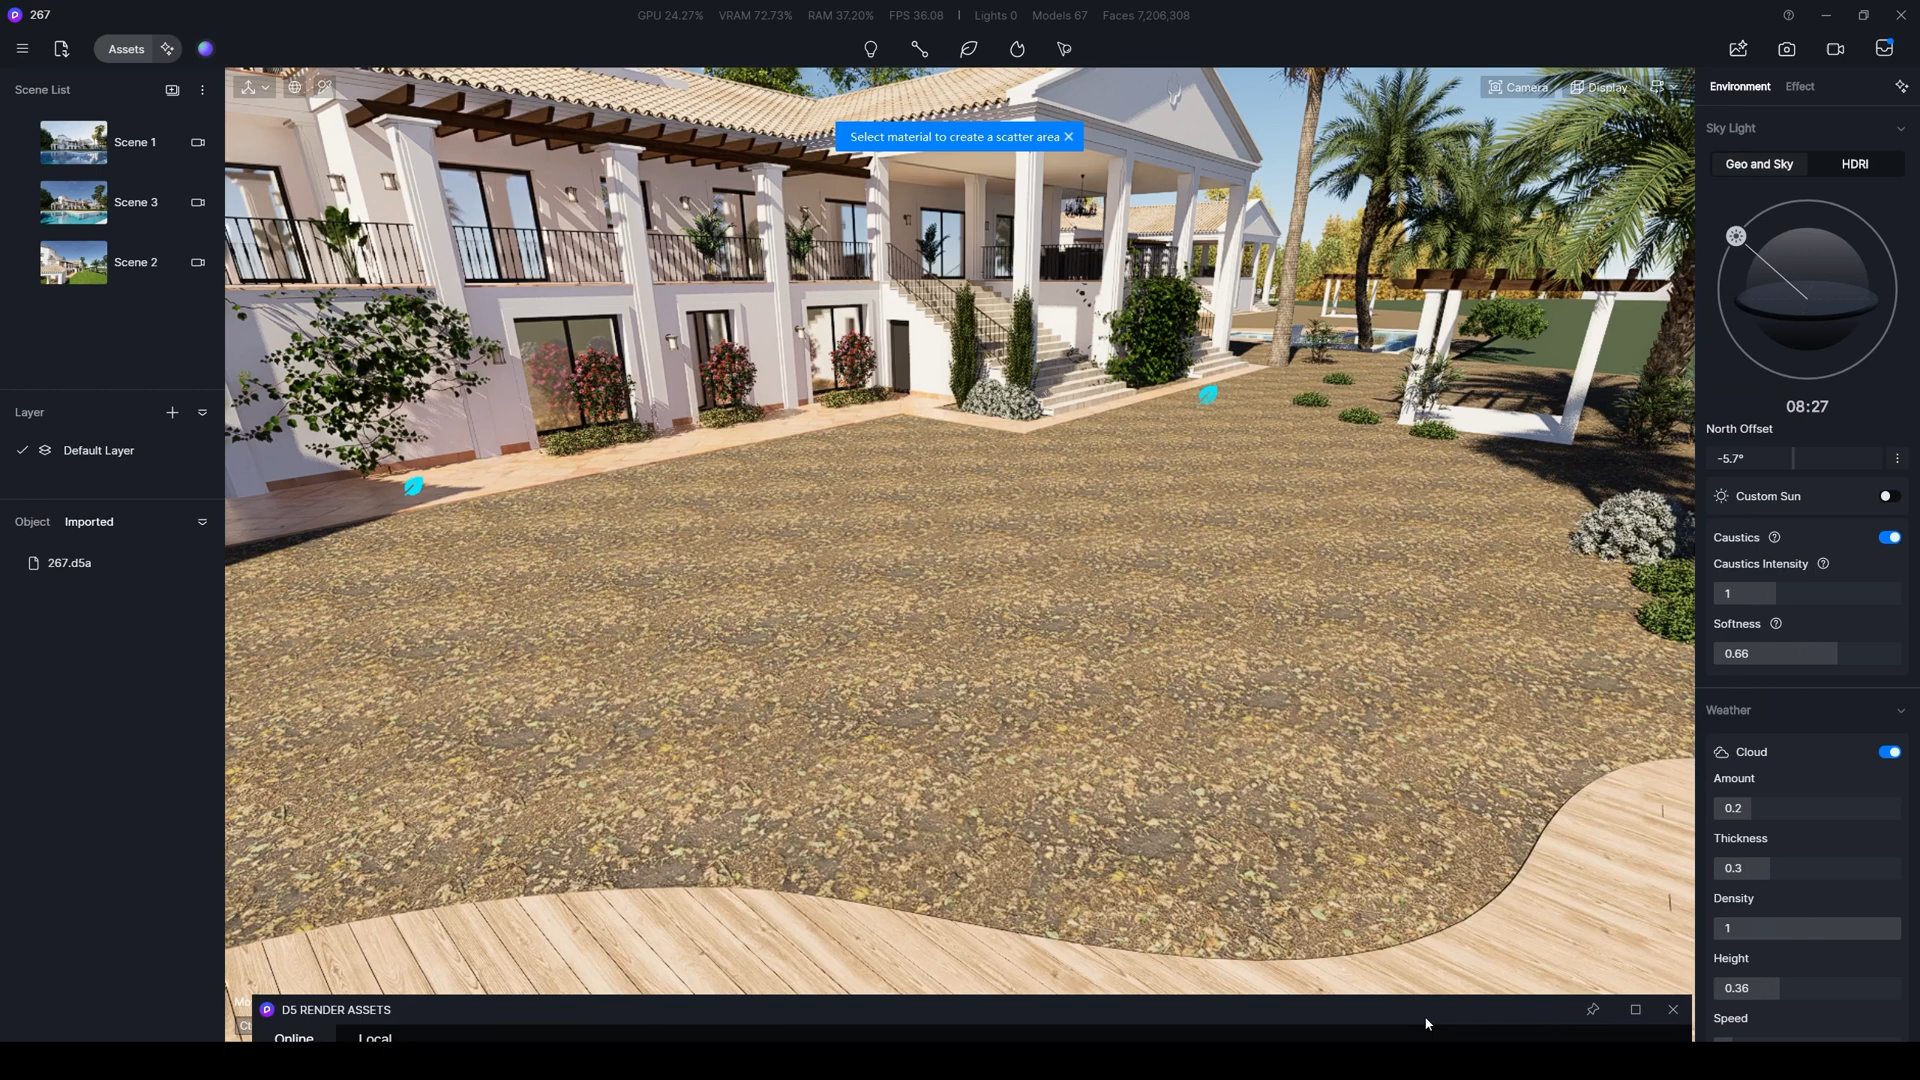 267
GPU 24.27% VRAM 72.73% RAM 37.20% FPS 36.08 | Lights 0 Models 67 Faces 7,206,308
Assets
Scene List
Scene 1
Scene 3
Scene 2
Layer
Default Layer
Object Imported
267.d5a
Select material to create a scatter area
Camera
Display
D5 RENDER ASSETS
Online Local
Environment Effect
Sky Light
Geo and Sky HDRI
08:27
North Offset
-5.7°
Custom Sun
Caustics
Caustics Intensity
1
Softness
0.66
Weather
Cloud
Amount
0.2
Thickness
0.3
Density
1
Height
0.36
Speed